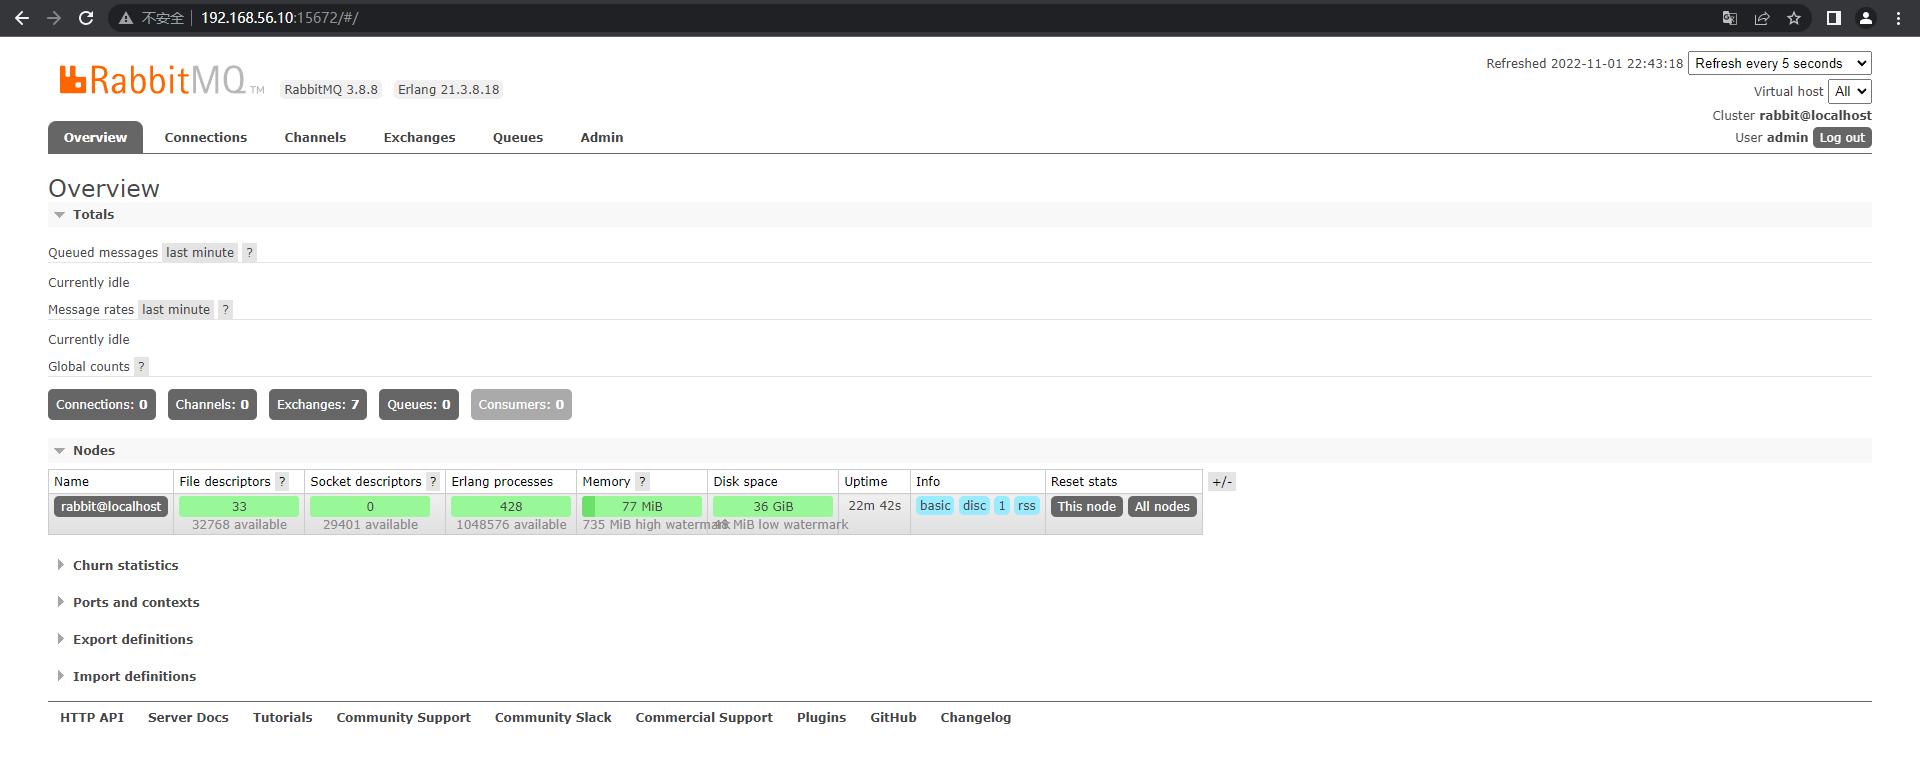 不安全 192.168.56.10:15672/#/
RabbitMQ TM RabbitMQ 3.8.8 Erlang 21.3.8.18
Refreshed 2022-11-01 22:43:18 Refresh every 5 seconds
Virtual host All
Cluster rabbit@localhost
User admin Log out
Overview Connections Channels Exchanges Queues Admin
Overview
Totals
Queued messages last minute ?
Currently idle
Message rates last minute ?
Currently idle
Global counts ?
Connections: 0 Channels: 0 Exchanges: 7 Queues: 0 Consumers: 0
Nodes
Name File descriptors ? Socket descriptors ? Erlang processes Memory ? Disk space Uptime Info Reset stats +/-
rabbit@localhost 33 0 428 77 MiB 36 GiB 22m 42s basic disc 1 rss This node All nodes
32768 available 29401 available 1048576 available 735 MiB high watermark 48 MiB low watermark
Churn statistics
Ports and contexts
Export definitions
Import definitions
HTTP API Server Docs Tutorials Community Support Community Slack Commercial Support Plugins GitHub Changelog